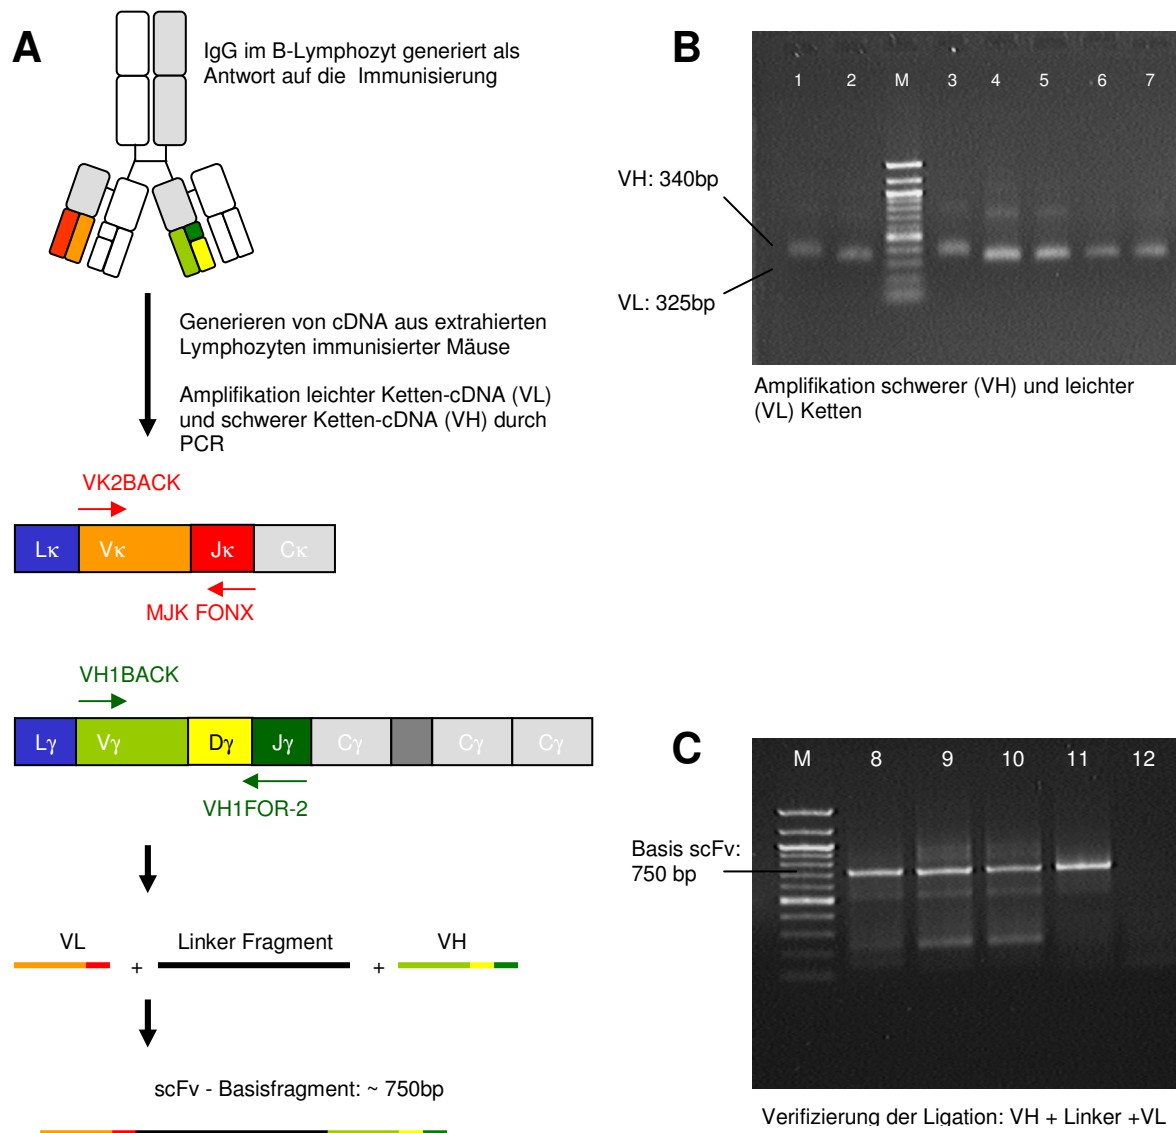 A
IgG im B-Lymphozyt generiert als
Antwort auf die Immunisierung
Generieren von cDNA aus extrahierten
Lymphozyten immunisierter Mäuse
Amplifikation leichter Ketten-cDNA (VL)
und schwerer Ketten-cDNA (VH) durch
PCR
VK2BACK
Lκ Vκ Jκ Cκ
MJK FONX
VH1BACK
Lγ Vγ Dγ Jγ Cγ Cγ Cγ
VH1FOR-2
VL + Linker Fragment + VH
scFv - Basisfragment: ~ 750bp
B
1 2 M 3 4 5 6 7
VH: 340bp
VL: 325bp
Amplifikation schwerer (VH) und leichter
(VL) Ketten
C
M 8 9 10 11 12
Basis scFv:
750 bp
Verifizierung der Ligation: VH + Linker +VL